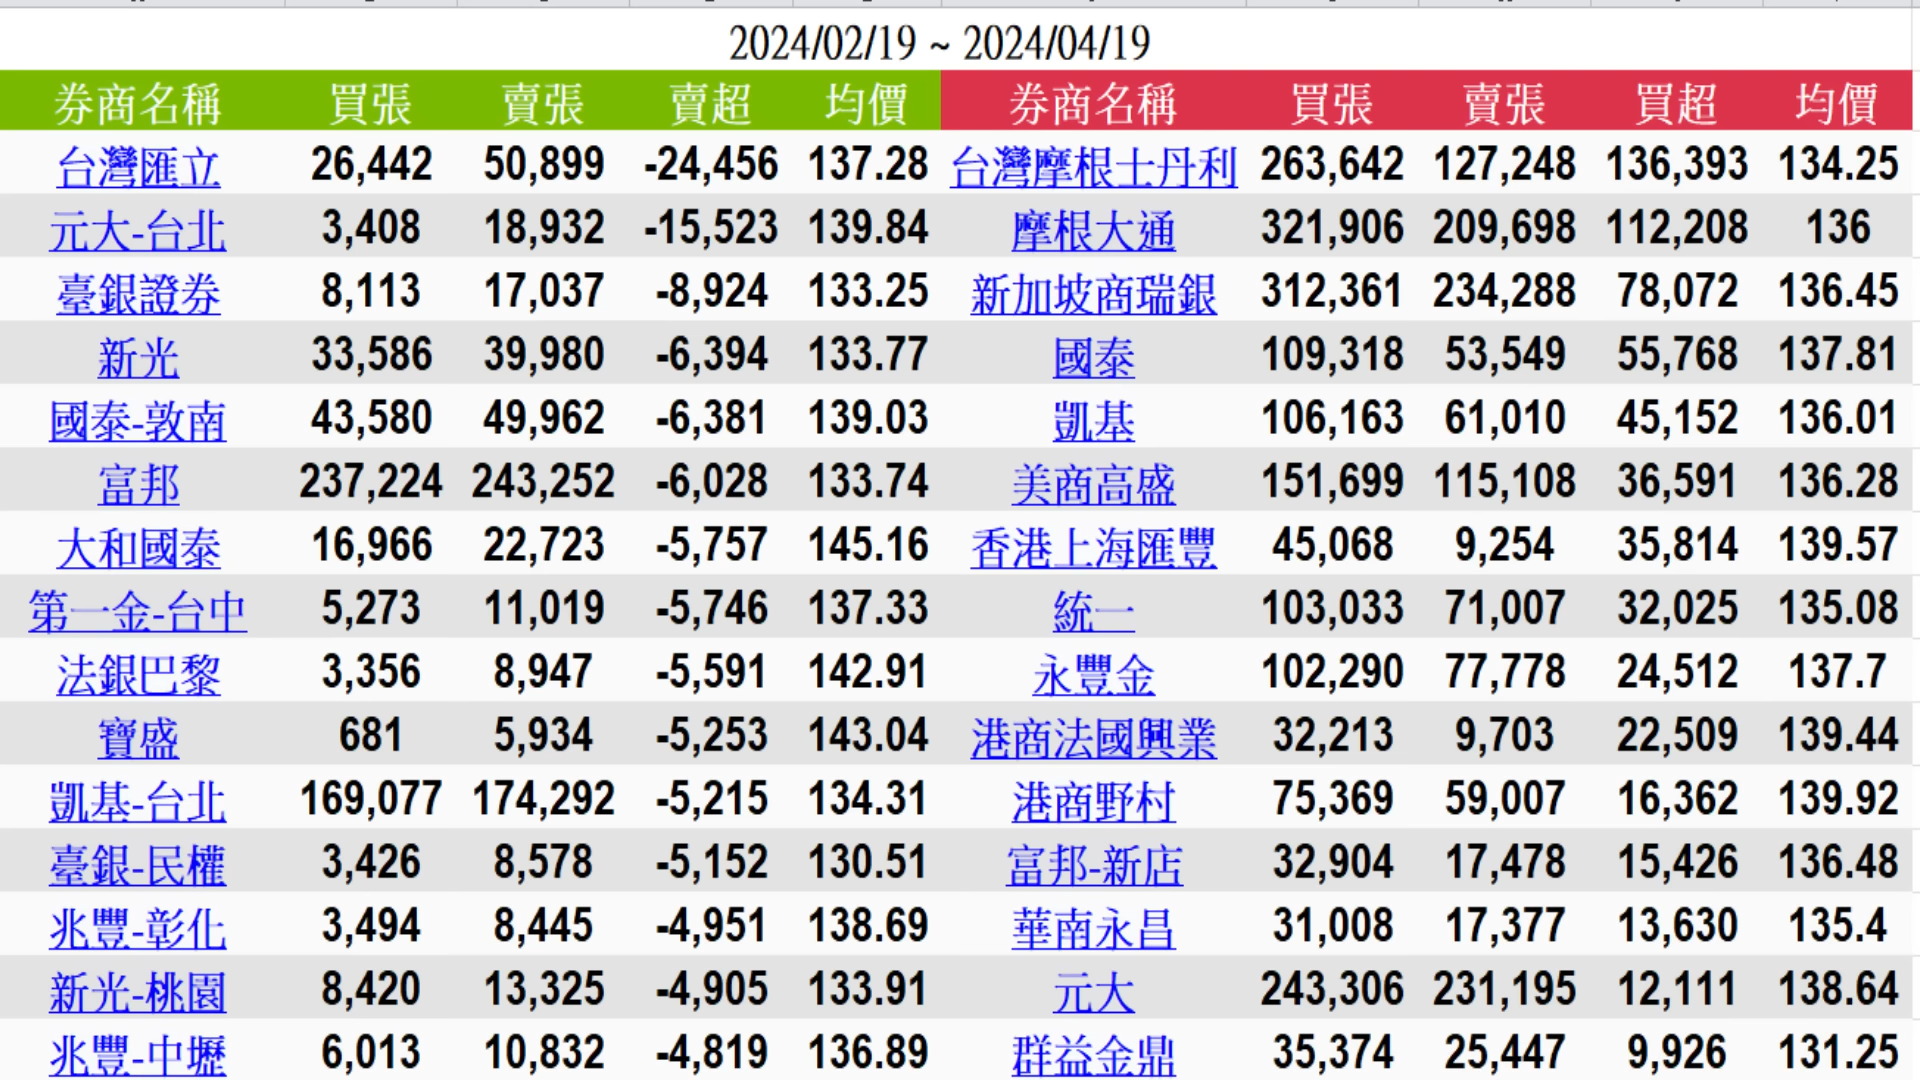 2024/02/19 ~ 2024/04/19
券商名稱 買張 賣張 賣超 均價 券商名稱 買張 賣張 買超 均價
台灣匯立 26,442 50,899 -24,456 137.28 台灣摩根士丹利 263,642 127,248 136,393 134.25
元大-台北 3,408 18,932 -15,523 139.84 摩根大通 321,906 209,698 112,208 136
臺銀證券 8,113 17,037 -8,924 133.25 新加坡商瑞銀 312,361 234,288 78,072 136.45
新光 33,586 39,980 -6,394 133.77 國泰 109,318 53,549 55,768 137.81
國泰-敦南 43,580 49,962 -6,381 139.03 凱基 106,163 61,010 45,152 136.01
富邦 237,224 243,252 -6,028 133.74 美商高盛 151,699 115,108 36,591 136.28
大和國泰 16,966 22,723 -5,757 145.16 香港上海匯豐 45,068 9,254 35,814 139.57
第一金-台中 5,273 11,019 -5,746 137.33 統一 103,033 71,007 32,025 135.08
法銀巴黎 3,356 8,947 -5,591 142.91 永豐金 102,290 77,778 24,512 137.7
寶盛 681 5,934 -5,253 143.04 港商法國興業 32,213 9,703 22,509 139.44
凱基-台北 169,077 174,292 -5,215 134.31 港商野村 75,369 59,007 16,362 139.92
臺銀-民權 3,426 8,578 -5,152 130.51 富邦-新店 32,904 17,478 15,426 136.48
兆豐-彰化 3,494 8,445 -4,951 138.69 華南永昌 31,008 17,377 13,630 135.4
新光-桃園 8,420 13,325 -4,905 133.91 元大 243,306 231,195 12,111 138.64
兆豐-中壢 6,013 10,832 -4,819 136.89 群益金鼎 35,374 25,447 9,926 131.25